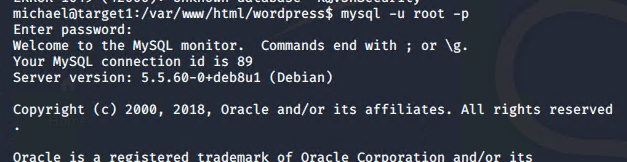 michael@target1:/var/www/html/wordpress$ mysql -u root -p
Enter password:
Welcome to the MySQL monitor.  Commands end with ; or \g.
Your MySQL connection id is 89
Server version: 5.5.60-0+deb8u1 (Debian)
Copyright (c) 2000, 2018, Oracle and/or its affiliates. All rights reserved
.
Oracle is a registered trademark of Oracle Corporation and/or its